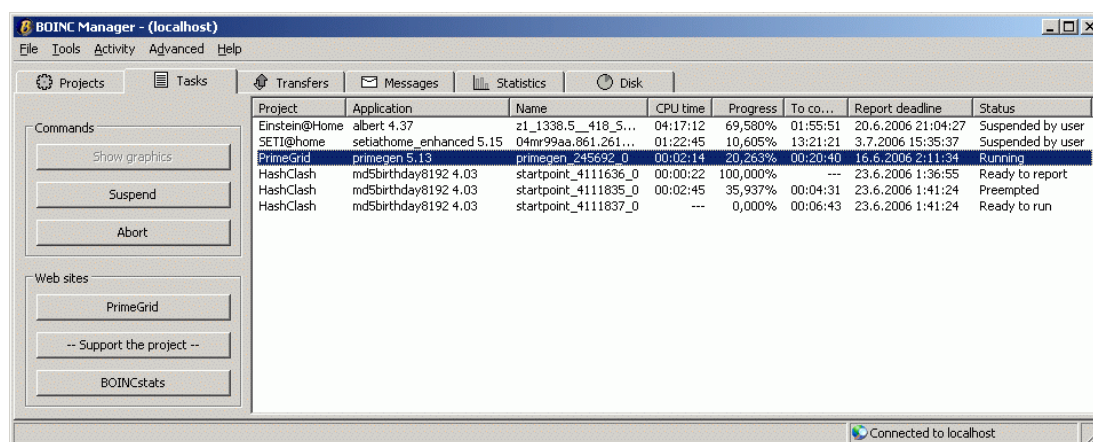 BOINC Manager - (localhost)
File Tools Activity Advanced Help
Projects Tasks Transfers Messages Statistics Disk
Commands
Show graphics
Suspend
Abort
Web sites
PrimeGrid
-- Support the project --
BOINCstats
Project Application Name CPU time Progress To co... Report deadline Status
Einstein@Home albert 4.37 z1_1338.5__418_S... 04:17:12 69,580% 01:55:51 20.6.2006 21:04:27 Suspended by user
SETI@home setiathome_enhanced 5.15 04mr99aa.861.261... 01:22:45 10,605% 13:21:21 3.7.2006 15:35:37 Suspended by user
PrimeGrid primegen 5.13 primegen_245692_0 00:02:14 20,263% 00:20:40 16.6.2006 2:11:34 Running
HashClash md5birthday8192 4.03 startpoint_4111636_0 00:00:22 100,000% --- 23.6.2006 1:36:55 Ready to report
HashClash md5birthday8192 4.03 startpoint_4111835_0 00:02:45 35,937% 00:04:31 23.6.2006 1:41:24 Preempted
HashClash md5birthday8192 4.03 startpoint_4111837_0 --- 0,000% 00:06:43 23.6.2006 1:41:24 Ready to run
Connected to localhost